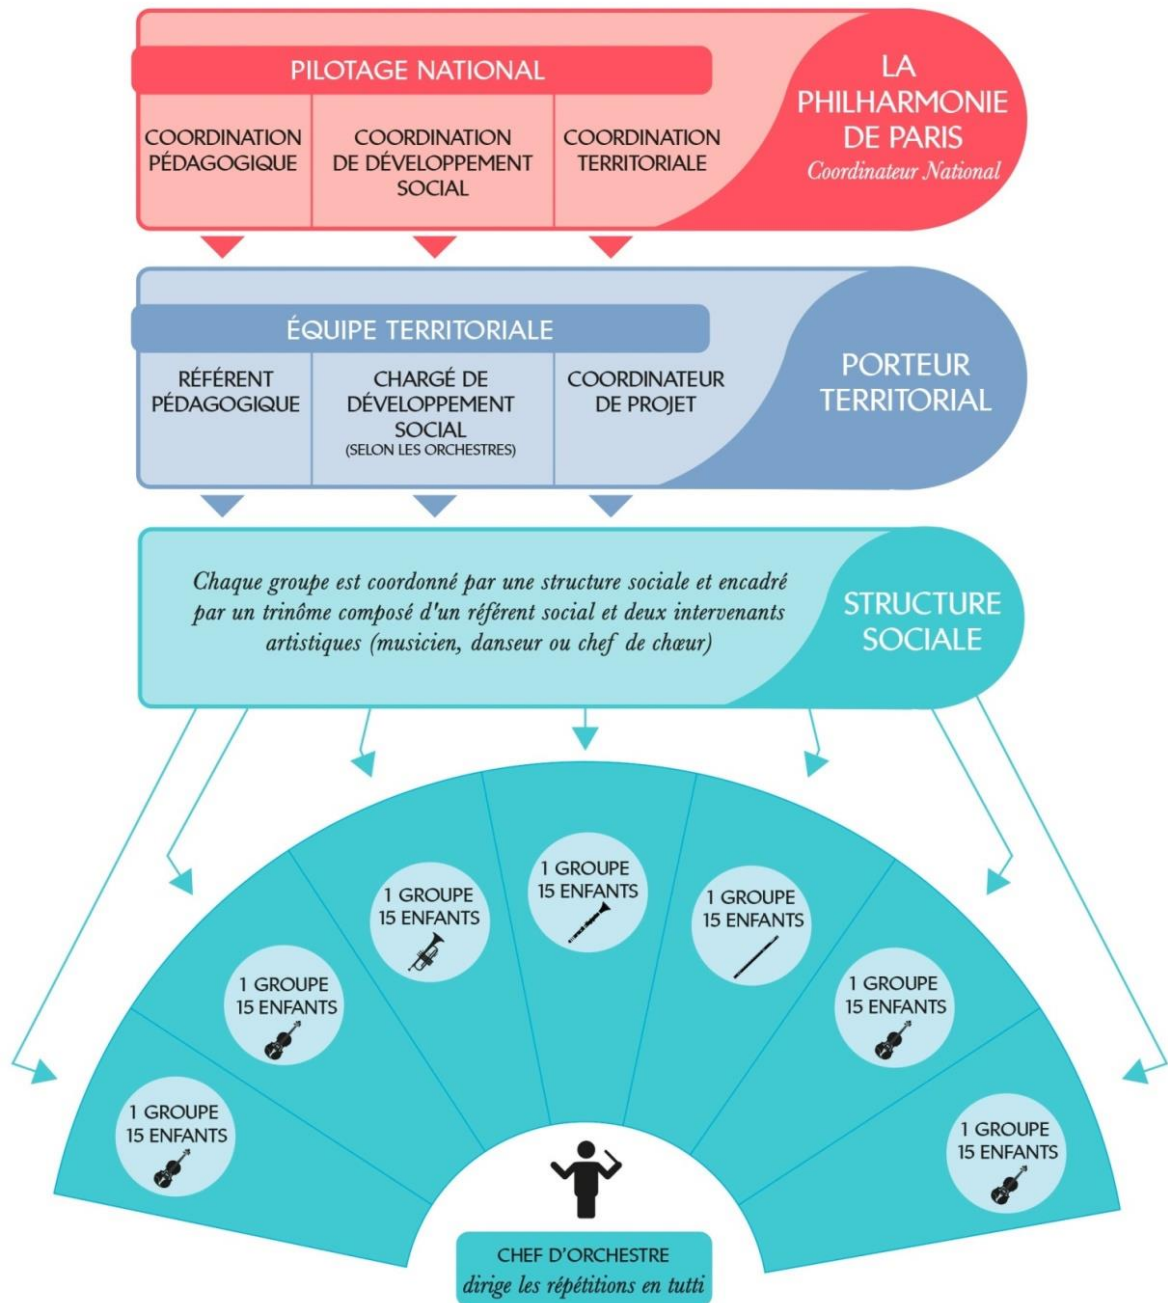 PILOTAGE NATIONAL
COORDINATION
PÉDAGOGIQUE
COORDINATION
DE DÉVELOPPEMENT
SOCIAL
COORDINATION
TERRITORIALE
LA
PHILHARMONIE
DE PARIS
Coordinateur National
ÉQUIPE TERRITORIALE
RÉFÉRENT
PÉDAGOGIQUE
CHARGÉ DE
DÉVELOPPEMENT
SOCIAL
(SELON LES ORCHESTRES)
COORDINATEUR
DE PROJET
PORTEUR
TERRITORIAL
Chaque groupe est coordonné par une structure sociale et encadré
par un trinôme composé d'un référent social et deux intervenants
artistiques (musicien, danseur ou chef de chœur)
STRUCTURE
SOCIALE
1 GROUPE
15 ENFANTS
1 GROUPE
15 ENFANTS
1 GROUPE
15 ENFANTS
1 GROUPE
15 ENFANTS
1 GROUPE
15 ENFANTS
1 GROUPE
15 ENFANTS
1 GROUPE
15 ENFANTS
CHEF D'ORCHESTRE
dirige les répétitions en tutti